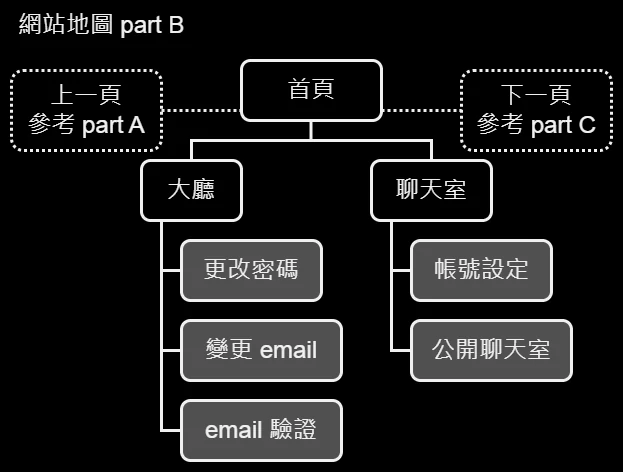 網站地圖 part B
上一頁
參考 part A
首頁
下一頁
參考 part C
大廳
聊天室
更改密碼
帳號設定
變更 email
公開聊天室
email 驗證